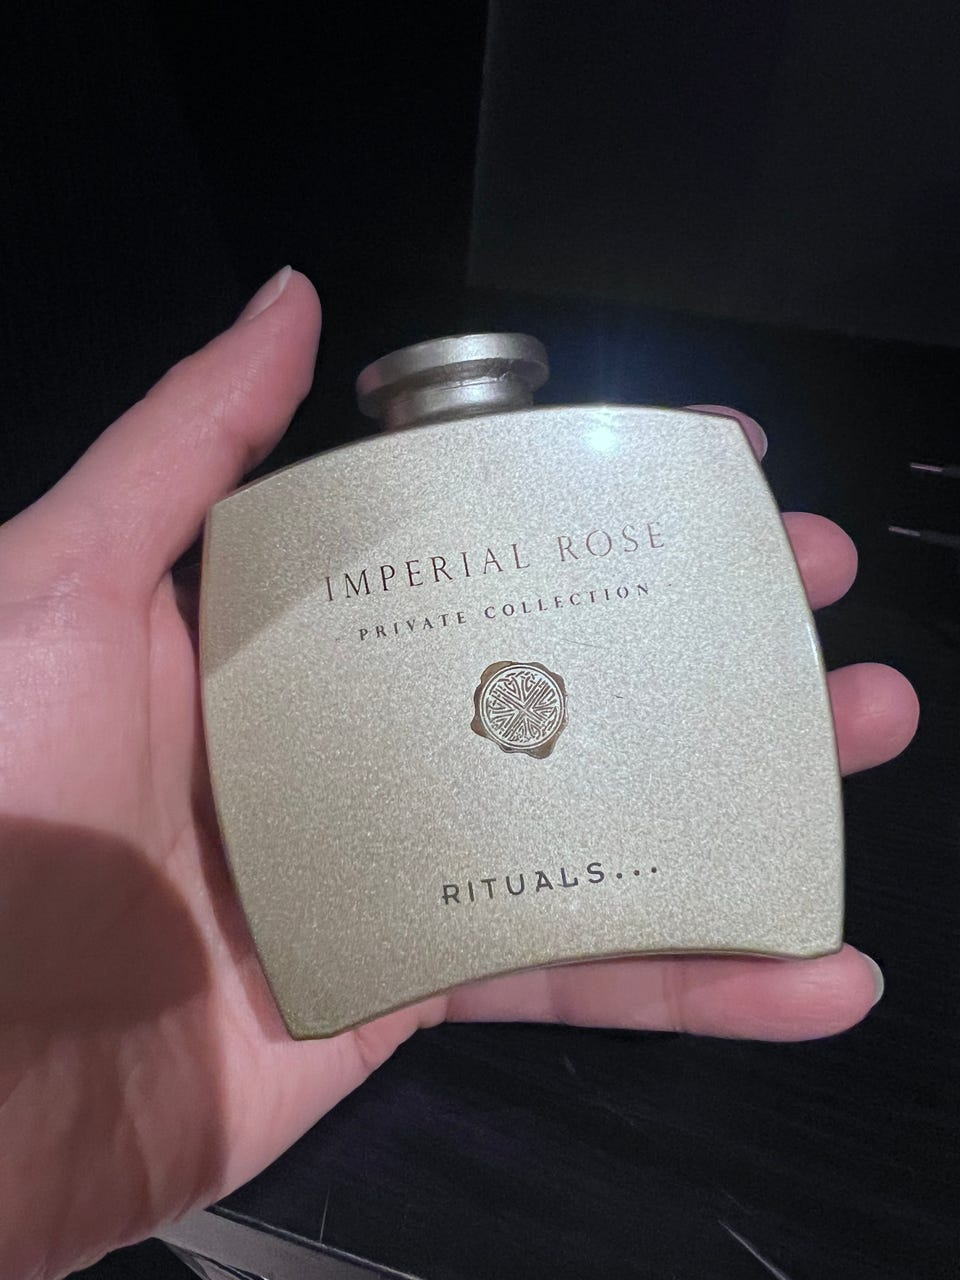 IMPERIAL ROSE
PRIVATE COLLECTION
RITUALS...